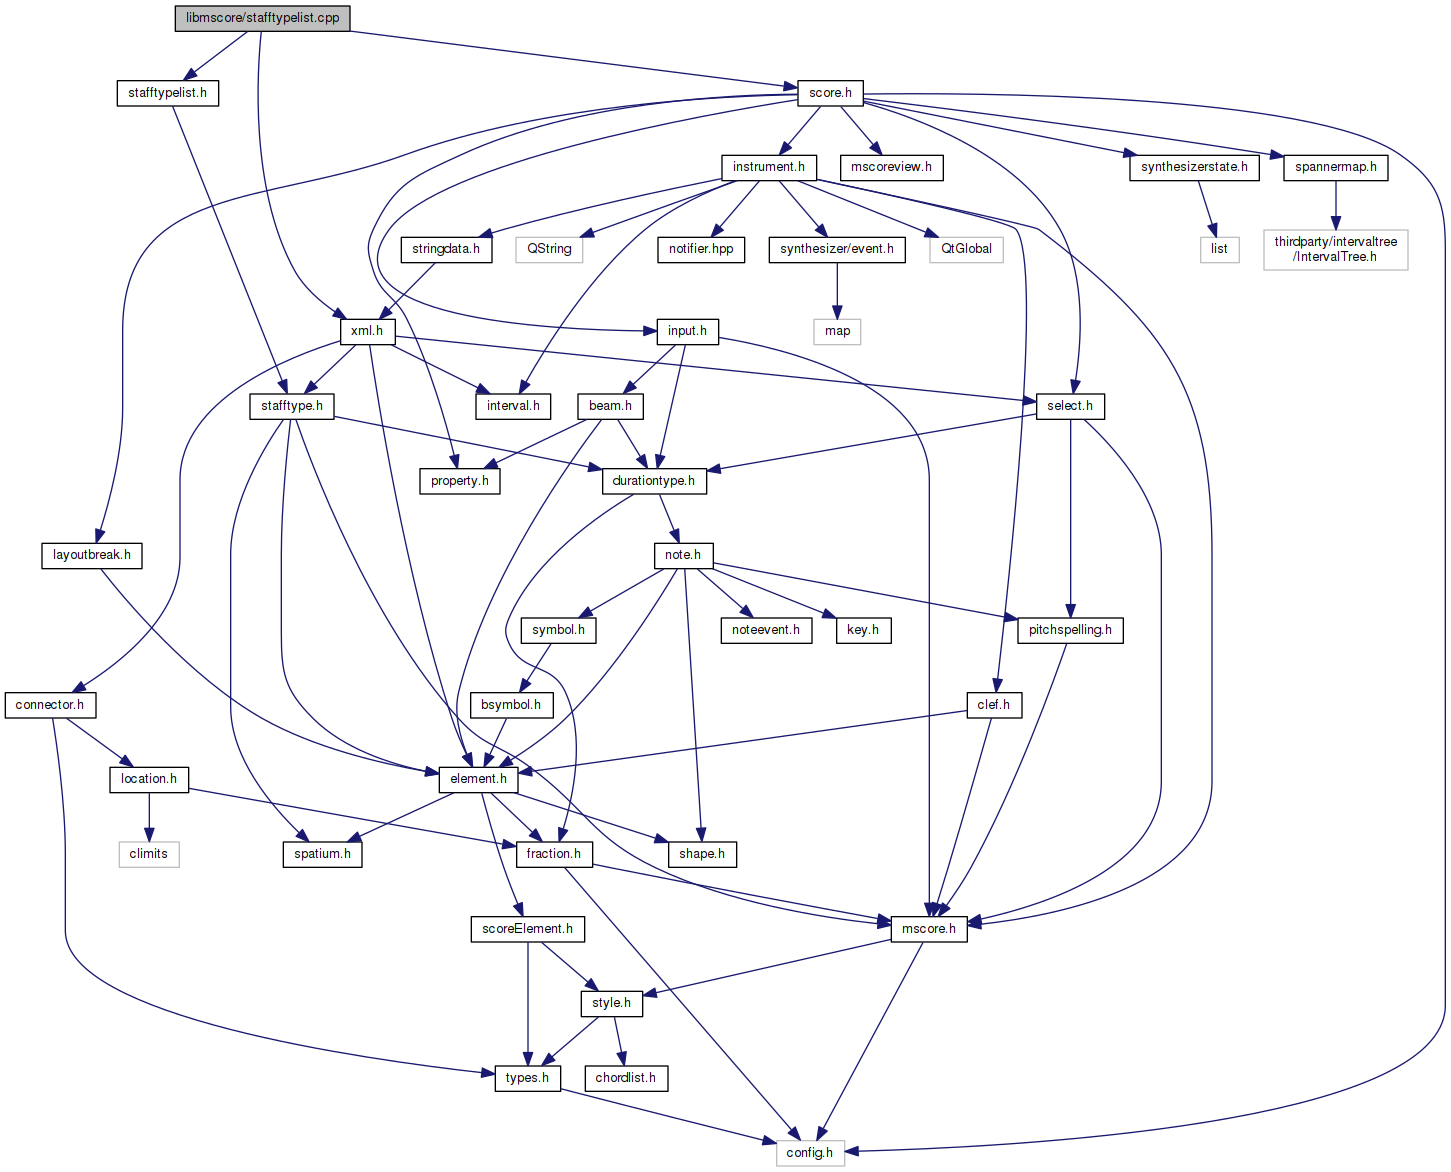 libmscore/stafftypelist.cpp
stafftypelist.h
score.h
instrument.h
mscoreview.h
synthesizerstate.h
spannermap.h
stringdata.h
QString
notifier.hpp
synthesizer/event.h
QtGlobal
list
thirdparty/intervaltree
/IntervalTree.h
xml.h
input.h
map
stafftype.h
interval.h
beam.h
select.h
property.h
durationtype.h
layoutbreak.h
note.h
symbol.h
noteevent.h
key.h
pitchspelling.h
connector.h
bsymbol.h
clef.h
location.h
element.h
climits
spatium.h
fraction.h
shape.h
scoreElement.h
mscore.h
style.h
types.h
chordlist.h
config.h